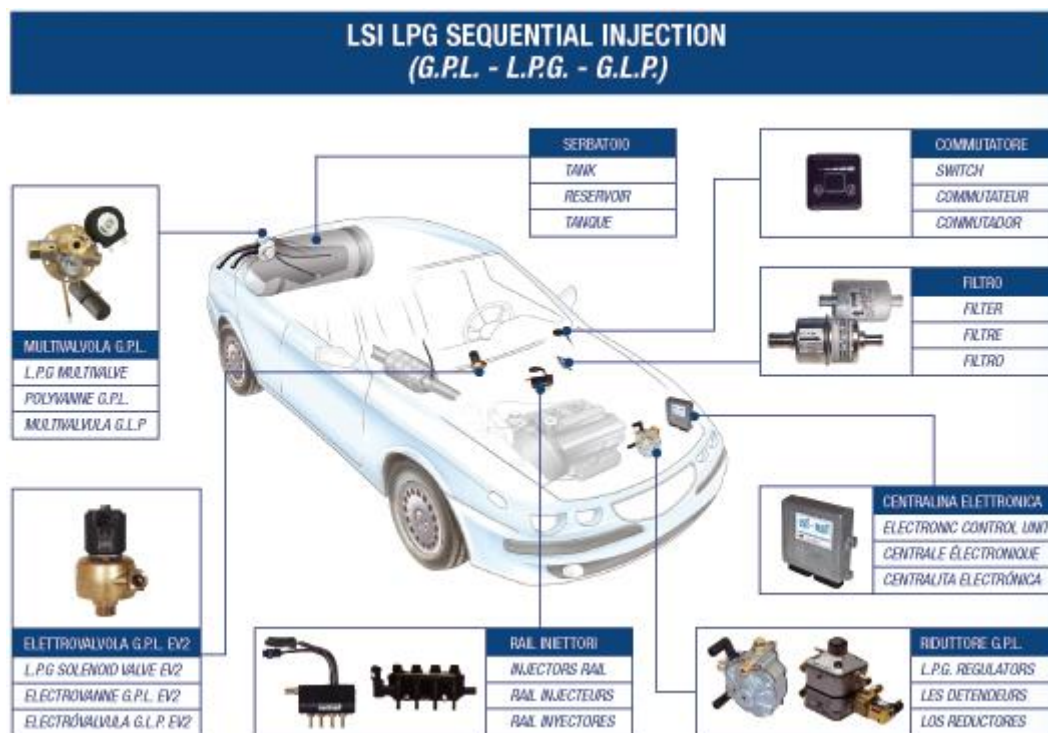 LSI LPG SEQUENTIAL INJECTION
(G.P.L. - L.P.G. - G.L.P.)
SERBATOIO
TANK
RESERVOIR
TANQUE
COMMUTATORE
SWITCH
COMMUTATEUR
CONMUTADOR
MULTIVALVOLA G.P.L.
L.P.G MULTIVALVE
POLYVANNE G.P.L.
MULTIVALVULA G.L.P
FILTRO
FILTER
FILTRE
FILTRO
CENTRALINA ELETTRONICA
ELECTRONIC CONTROL UNIT
CENTRALE ÉLECTRONIQUE
CENTRALITA ELECTRÓNICA
ELETTROVALVOLA G.P.L. EV2
L.P.G SOLENOID VALVE EV2
ELECTROVANNE G.P.L. EV2
ELECTRÓVALVULA G.L.P. EV2
RAIL INIETTORI
INJECTORS RAIL
RAIL INJECTEURS
RAIL INYECTORES
RIDUTTORE G.P.L.
L.P.G. REGULATORS
LES DETENDEURS
LOS REDUCTORES